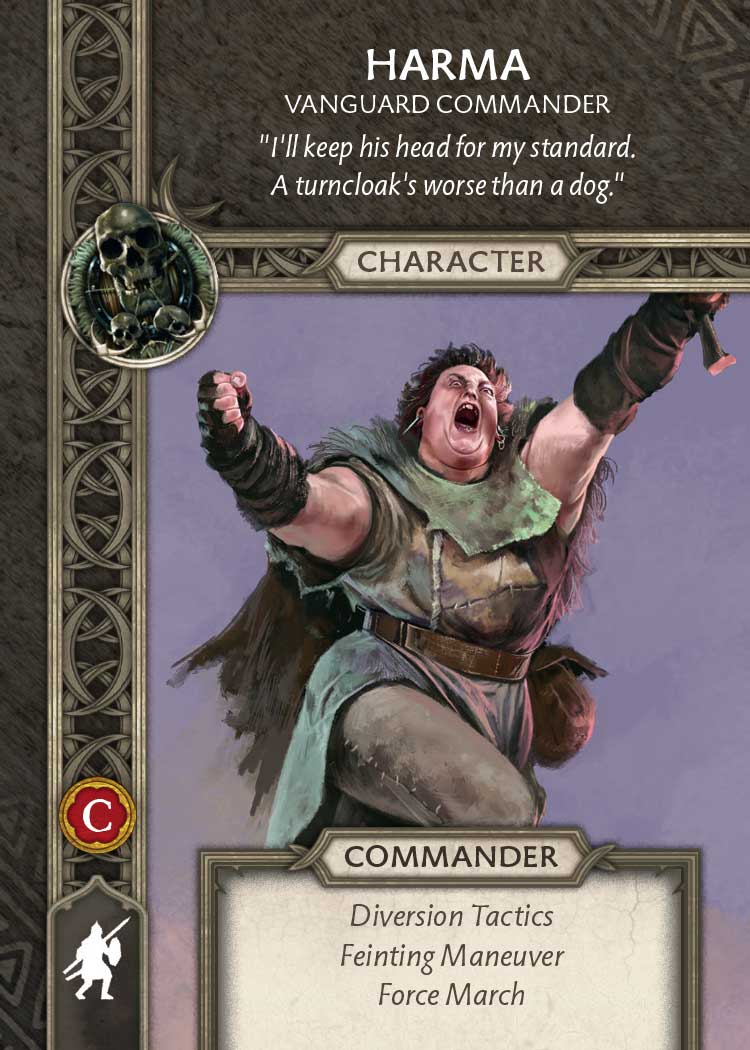 HARMA
VANGUARD COMMANDER
"I'll keep his head for my standard.
A turncloak's worse than a dog."
CHARACTER
C
COMMANDER
Diversion Tactics
Feinting Maneuver
Force March